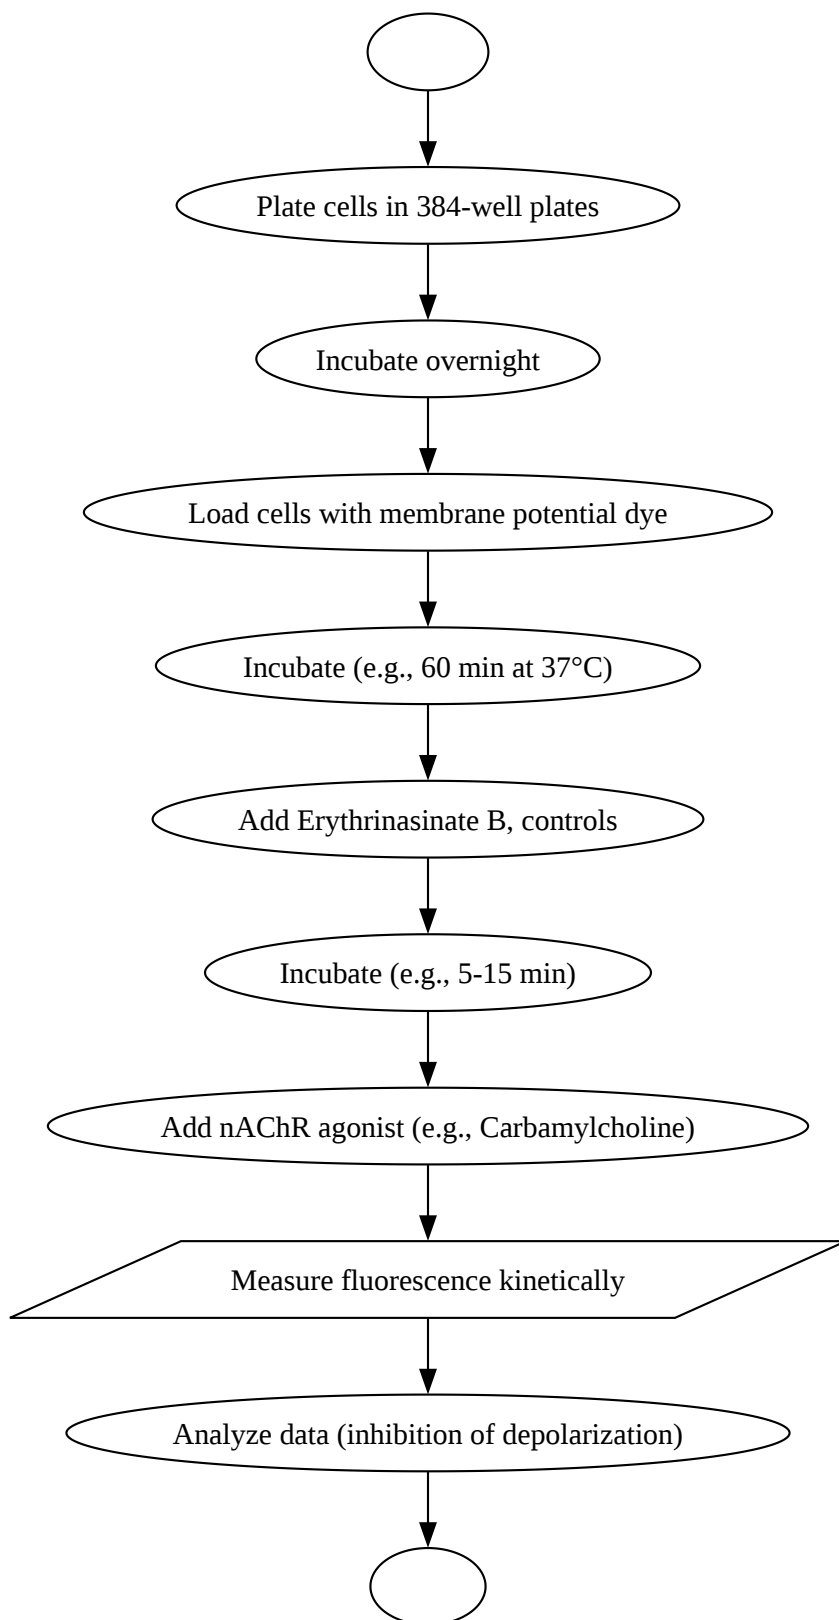 Plate cells in 384-well plates
Incubate overnight
Load cells with membrane potential dye
Incubate (e.g., 60 min at 37°C)
Add Erythrinasinate B, controls
Incubate (e.g., 5-15 min)
Add nAChR agonist (e.g., Carbamylcholine)
Measure fluorescence kinetically
Analyze data (inhibition of depolarization)